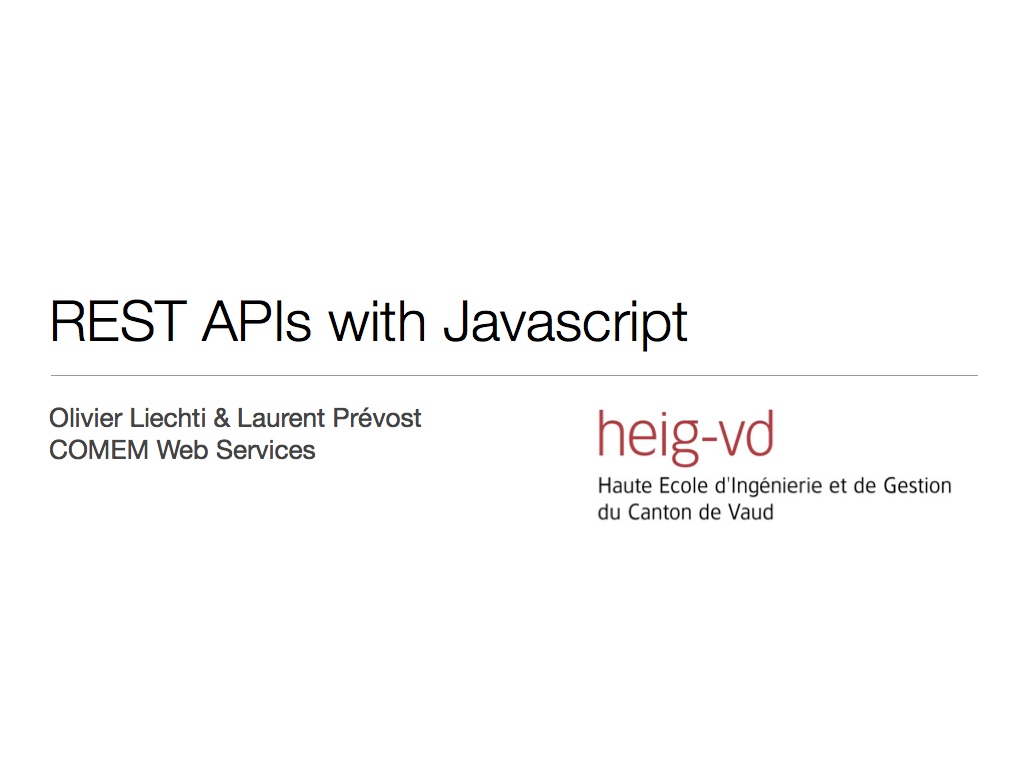 REST APIs with Javascript
Olivier Liechti & Laurent Prévost
COMEM Web Services
heig-vd
Haute Ecole d'Ingénierie et de Gestion
du Canton de Vaud